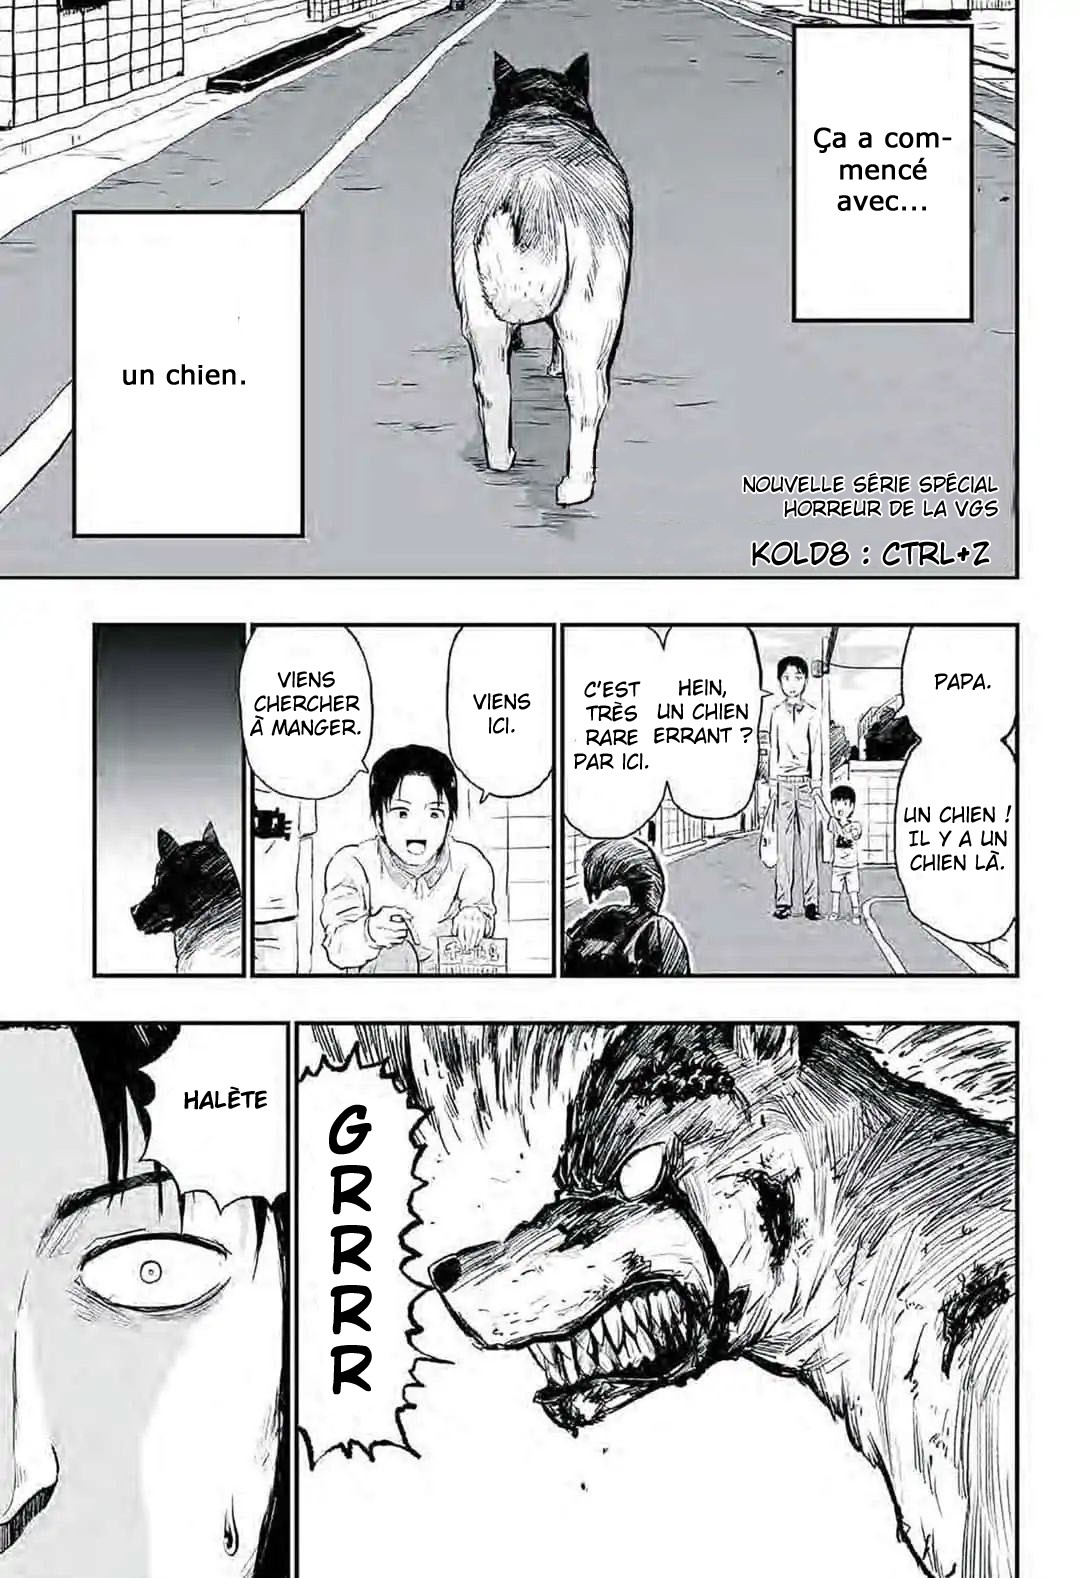 Ça a com-
mencé
avec...
un chien.
NOUVELLE SÉRIE SPÉCIAL
HORREUR DE LA VGS
KOLD8 : CTRL+Z
PAPA.
UN CHIEN !
IL Y A UN
CHIEN LÀ.
HEIN,
UN CHIEN
ERRANT ?
C'EST
TRÈS
RARE
PAR ICI.
VIENS
ICI.
VIENS
CHERCHER
À MANGER.
GRRRR
HALÈTE